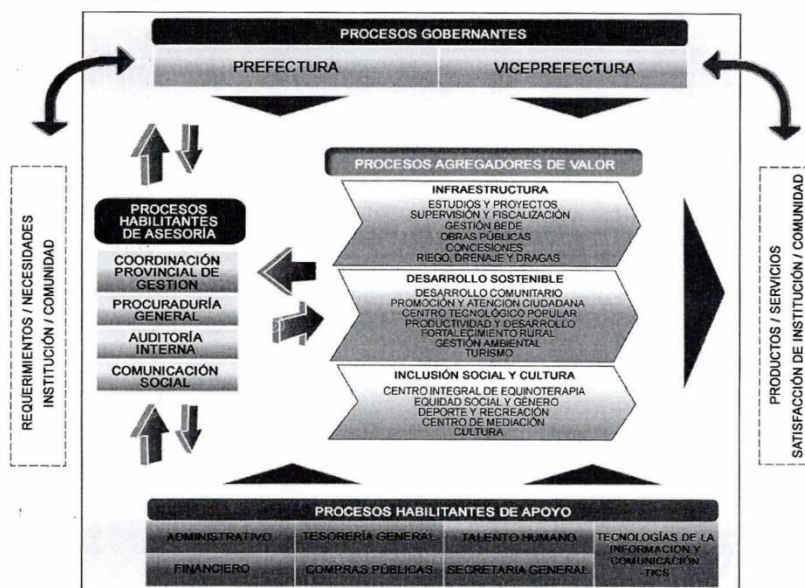 PROCESOS GOBERNANTES
PREFECTURA
VICEPREFECTURA
REQUERIMIENTOS / NECESIDADES
INSTITUCIÓN / COMUNIDAD
PROCESOS
HABILITANTES
DE ASESORÍA
COORDINACIÓN
PROVINCIAL DE
GESTION
PROCURADURÍA
GENERAL
AUDITORÍA
INTERNA
COMUNICACIÓN
SOCIAL
PROCESOS AGREGADORES DE VALOR
INFRAESTRUCTURA
ESTUDIOS Y PROYECTOS
SUPERVISIÓN Y FISCALIZACIÓN
GESTIÓN BEDE
OBRAS PÚBLICAS
CONCESIONES
RIEGO, DRENAJE Y DRAGAS
DESARROLLO SOSTENIBLE
DESARROLLO COMUNITARIO
PROMOCIÓN Y ATENCION CIUDADANA
CENTRO TECNOLÓGICO POPULAR
PRODUCTIVIDAD Y DESARROLLO
FORTALECIMIENTO RURAL
GESTIÓN AMBIENTAL
TURISMO
INCLUSIÓN SOCIAL Y CULTURA
CENTRO INTEGRAL DE EQUINOTERAPIA
EQUIDAD SOCIAL Y GÉNERO
DEPORTE Y RECREACIÓN
CENTRO DE MEDIACIÓN
CULTURA
PRODUCTOS / SERVICIOS
SATISFACCIÓN DE INSTITUCIÓN / COMUNIDAD
PROCESOS HABILITANTES DE APOYO
ADMINISTRATIVO
TESORERÍA GENERAL
TALENTO HUMANO
TECNOLOGÍAS DE LA
INFORMACION Y
COMUNICACIÓN
-TICS
FINANCIERO
COMPRAS PÚBLICAS
SECRETARIA GENERAL